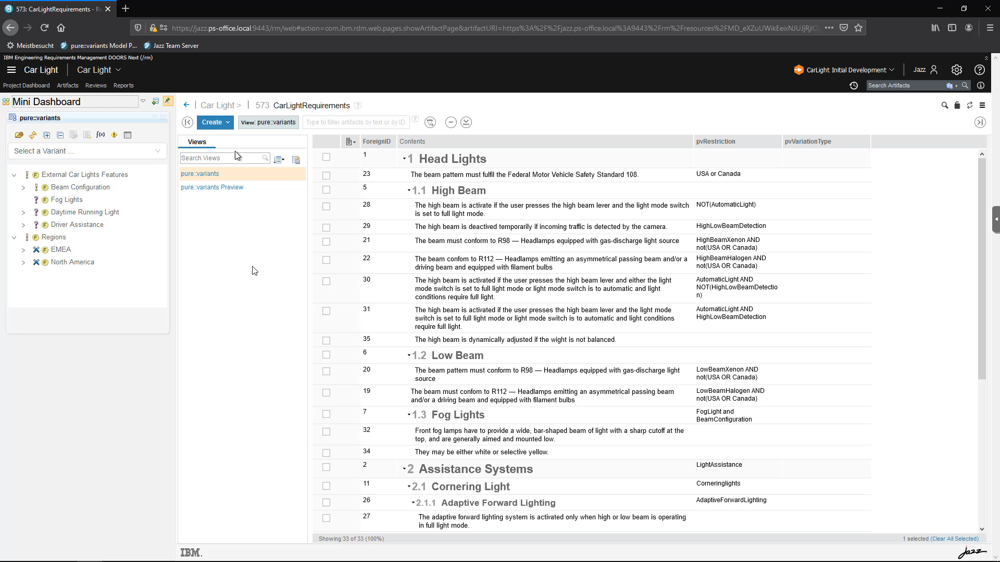 573: CarLightRequirements - Re
https://jazz.ps-office.local:9443/rm/web#action=com.ibm.rdm.web.pages.showArtifactPage&artifactURI=https%3A%2F%2Fjazz.ps-office.local%3A9443%2Frm%2Fresources%2FMD_eXZuUWikEeixNJUJjRjlO
Meistbesucht
pure::variants Model P...
Jazz Team Server
IBM Engineering Requirements Management DOORS Next (/rm)
Car Light
Car Light
CarLight Initial Development
Jazz
Project Dashboard Artifacts Reviews Reports
Search Artifacts
Mini Dashboard
Car Light >
573 CarLightRequirements
pure::variants
Create
View: pure::variants
Type to filter artifacts by text or by ID
f(x)
Select a Variant ...
External Car Lights Features
Beam Configuration
Fog Lights
Daytime Running Light
Driver Assistance
Regions
EMEA
North America
Views
Search Views
pure::variants
pure::variants Preview
ForeignID Contents pvRestriction pvVariationType
1 1 Head Lights
23 The beam pattern must fulfil the Federal Motor Vehicle Safety Standard 108. USA or Canada
5 1.1 High Beam
28 The high beam is activate if the user presses the high beam lever and the light mode switch NOT(AutomaticLight)
is set to full light mode.
29 The high beam is deactived temporarily if incoming traffic is detected by the camera. HighLowBeamDetection
21 The beam must conform to R98 — Headlamps equipped with gas-discharge light source HighBeamXenon AND
not(USA OR Canada)
22 The beam confom to R112 — Headlamps emitting an asymmetrical passing beam and/or a HighBeamHalogen AND
driving beam and equipped with filament bulbs not(USA OR Canada)
30 The high beam is activated if the user presses the high beam lever and either the light AutomaticLight AND
mode switch is set to full light mode or light mode switch is to automatic and light NOT(HighLowBeamDetectio
conditions require full light. n)
31 The high beam is activated if the user presses the high beam lever and the light mode AutomaticLight AND
switch is set to full light mode or light mode switch is to automatic and light conditions HighLowBeamDetection
require full light.
35 The high beam is dynamically adjusted if the wight is not balanced.
6 1.2 Low Beam
20 The beam pattern must conform to R98 — Headlamps equipped with gas-discharge light LowBeamXenon AND
source not(USA OR Canada)
19 The beam must confom to R112 — Headlamps emitting an asymmetrical passing beam LowBeamHalogen AND
and/or a driving beam and equipped with filament bulbs not(USA OR Canada)
7 1.3 Fog Lights FogLight and
BeamConfiguration
32 Front fog lamps have to provide a wide, bar-shaped beam of light with a sharp cutoff at the
top, and are generally aimed and mounted low.
34 They may be either white or selective yellow.
2 2 Assistance Systems LightAssistance
11 2.1 Cornering Light Corneringlights
26 2.1.1 Adaptive Forward Lighting AdaptiveForwardLighting
27 The adaptive forward lighting system is activated only when high or low beam is operating
in full light mode.
Showing 33 of 33 (100%)
1 selected (Clear All Selected)
IBM.
jazz